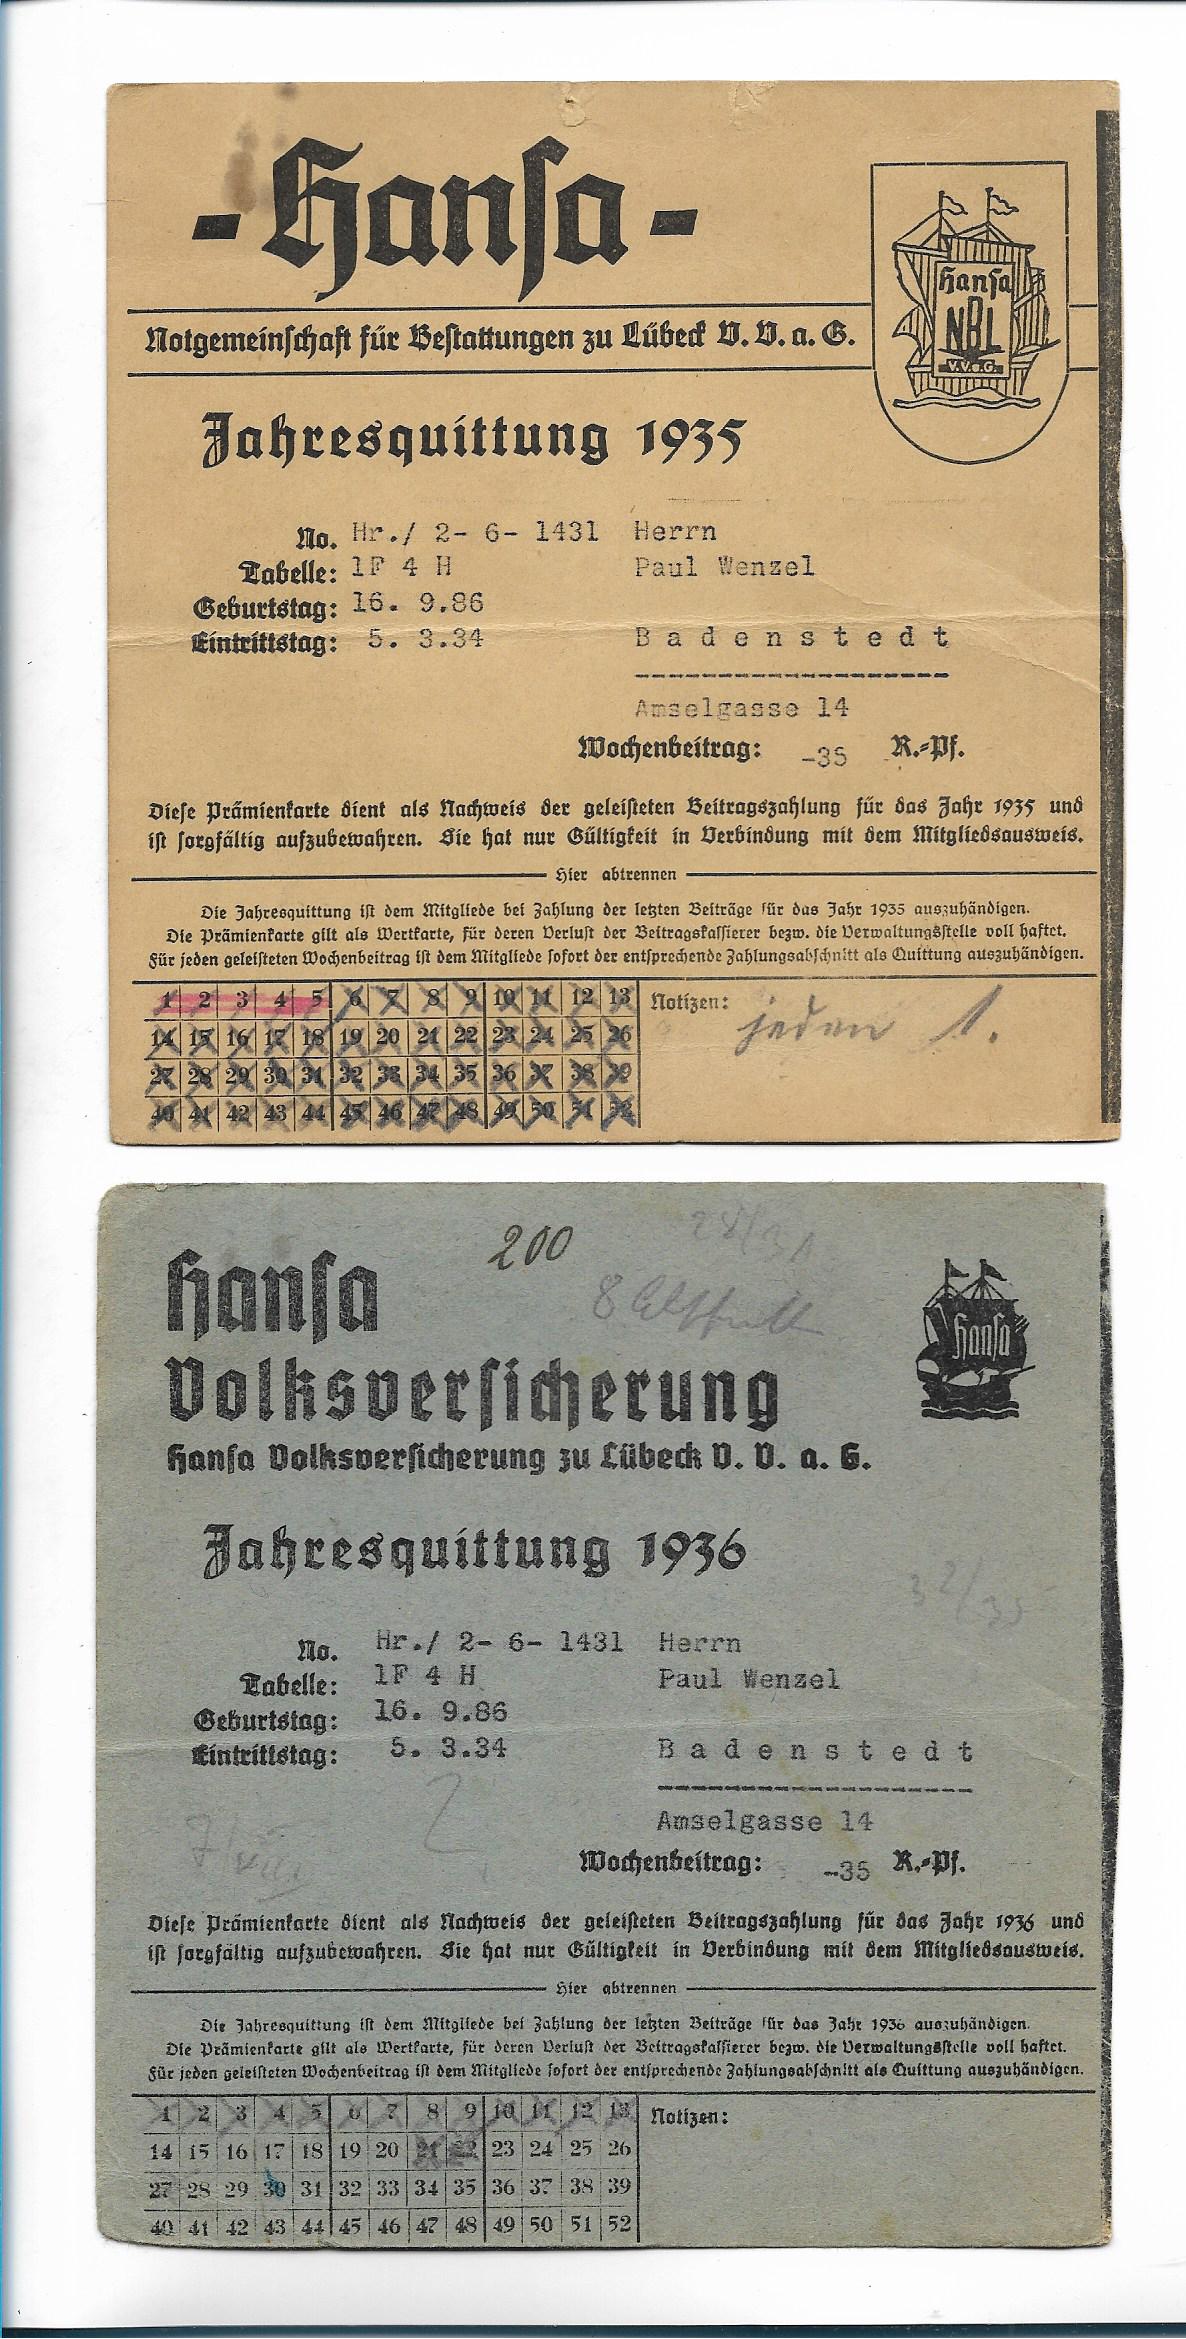 -Hansa-
Notgemeinschaft für Bestattungen zu Lübeck V. V. a. G.
Hansa
NBL
V.V.a.G.
Jahresquittung 1935
No. Hr./ 2- 6- 1431 Herrn
Tabelle: 1F 4 H Paul Wenzel
Geburtstag: 16. 9.86
Eintrittstag: 5. 3.34 Badenstedt
Amselgasse 14
Wochenbeitrag: -35 R.-Pf.
Diese Prämienkarte dient als Nachweis der geleisteten Beitragszahlung für das Jahr 1935 und
ist sorgfältig aufzubewahren. Sie hat nur Gültigkeit in Verbindung mit dem Mitgliedsausweis.
Hier abtrennen
Die Jahresquittung ist dem Mitgliede bei Zahlung der letzten Beiträge für das Jahr 1935 auszuhändigen.
Die Prämienkarte gilt als Wertkarte, für deren Verlust der Beitragskassierer bezw. die Verwaltungsstelle voll haftet.
Für jeden geleisteten Wochenbeitrag ist dem Mitgliede sofort der entsprechende Zahlungsabschnitt als Quittung auszuhändigen.
1 2 3 4 5 6 7 8 9 10 11 12 13 Notizen: jeden 1.
14 15 16 17 18 19 20 21 22 23 24 25 26
27 28 29 30 31 32 33 34 35 36 37 38 39
40 41 42 43 44 45 46 47 48 49 50 51 52
200
Hansa
Volksversicherung
Hansa
Hansa Volksversicherung zu Lübeck V. V. a. G.
Jahresquittung 1936
No. Hr./ 2- 6- 1431 Herrn
Tabelle: 1F 4 H Paul Wenzel
Geburtstag: 16. 9.86
Eintrittstag: 5. 3.34 Badenstedt
Amselgasse 14
Wochenbeitrag: -35 R.-Pf.
Diese Prämienkarte dient als Nachweis der geleisteten Beitragszahlung für das Jahr 1936 und
ist sorgfältig aufzubewahren. Sie hat nur Gültigkeit in Verbindung mit dem Mitgliedsausweis.
Hier abtrennen
Die Jahresquittung ist dem Mitgliede bei Zahlung der letzten Beiträge für das Jahr 1936 auszuhändigen.
Die Prämienkarte gilt als Wertkarte, für deren Verlust der Beitragskassierer bezw. die Verwaltungsstelle voll haftet.
Für jeden geleisteten Wochenbeitrag ist dem Mitgliede sofort der entsprechende Zahlungsabschnitt als Quittung auszuhändigen.
1 2 3 4 5 6 7 8 9 10 11 12 13 Notizen:
14 15 16 17 18 19 20 21 22 23 24 25 26
27 28 29 30 31 32 33 34 35 36 37 38 39
40 41 42 43 44 45 46 47 48 49 50 51 52